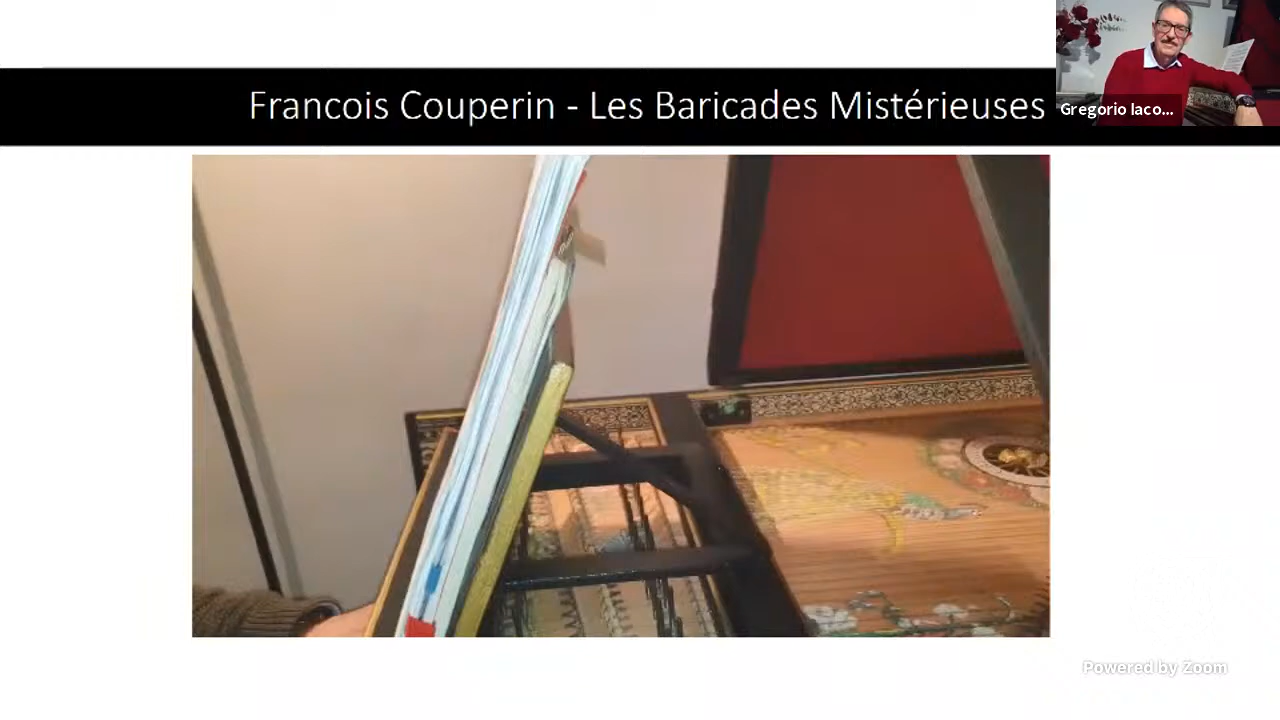 Francois Couperin - Les Baricades Mistérieuses
Gregorio Iaco...
Powered by Zoom